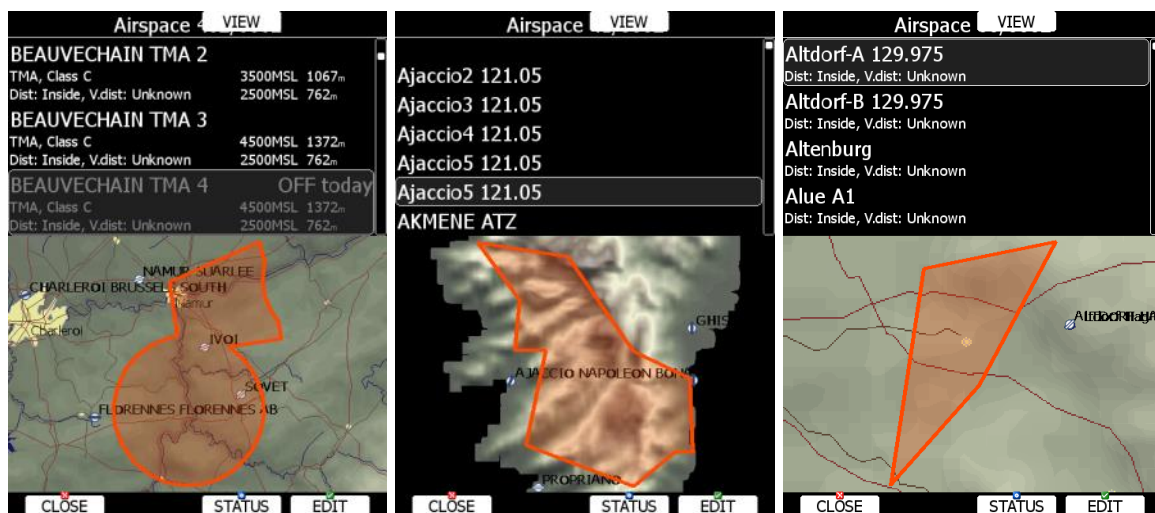 Airspace
VIEW
BEAUVECHAIN TMA 2
TMA, Class C 3500MSL 1067m
Dist: Inside, V.dist: Unknown 2500MSL 762m
BEAUVECHAIN TMA 3
TMA, Class C 4500MSL 1372m
Dist: Inside, V.dist: Unknown 2500MSL 762m
BEAUVECHAIN TMA 4 OFF today
TMA, Class C 4500MSL 1372m
Dist: Inside, V.dist: Unknown 2500MSL 762m
NAMUR SUARLEE
CHARLEROI BRUSSELS SOUTH
Namur
Charleroi
IVOI
SOVET
FLORENNES FLORENNES AB
CLOSE
STATUS
EDIT
Airspace
VIEW
Ajaccio2 121.05
Ajaccio3 121.05
Ajaccio4 121.05
Ajaccio5 121.05
Ajaccio5 121.05
AKMENE ATZ
GHIS
AJACCIO NAPOLEON BONA
PROPRIANO
CLOSE
STATUS
EDIT
Airspace
VIEW
Altdorf-A 129.975
Dist: Inside, V.dist: Unknown
Altdorf-B 129.975
Dist: Inside, V.dist: Unknown
Altenburg
Dist: Inside, V.dist: Unknown
Alue A1
Dist: Inside, V.dist: Unknown
CLOSE
STATUS
EDIT